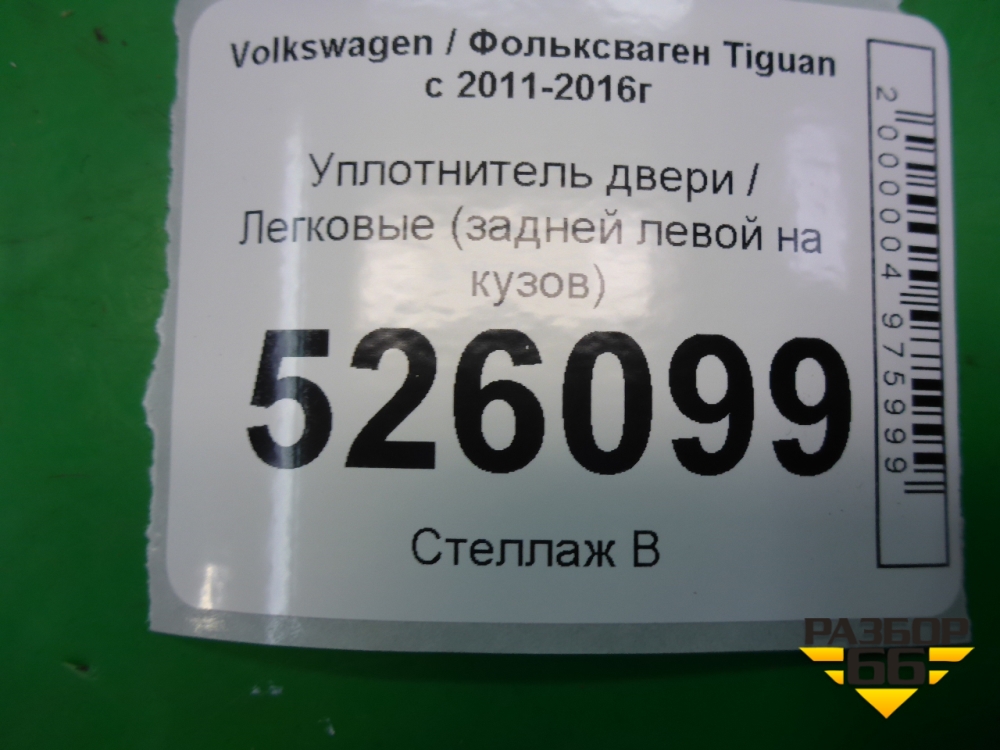 Volkswagen / Фольксваген Tiguan
с 2011-2016г
Уплотнитель двери /
Легковые (задней левой на
кузов)
526099
Стеллаж В
2000004975999
РАЗБОР
66